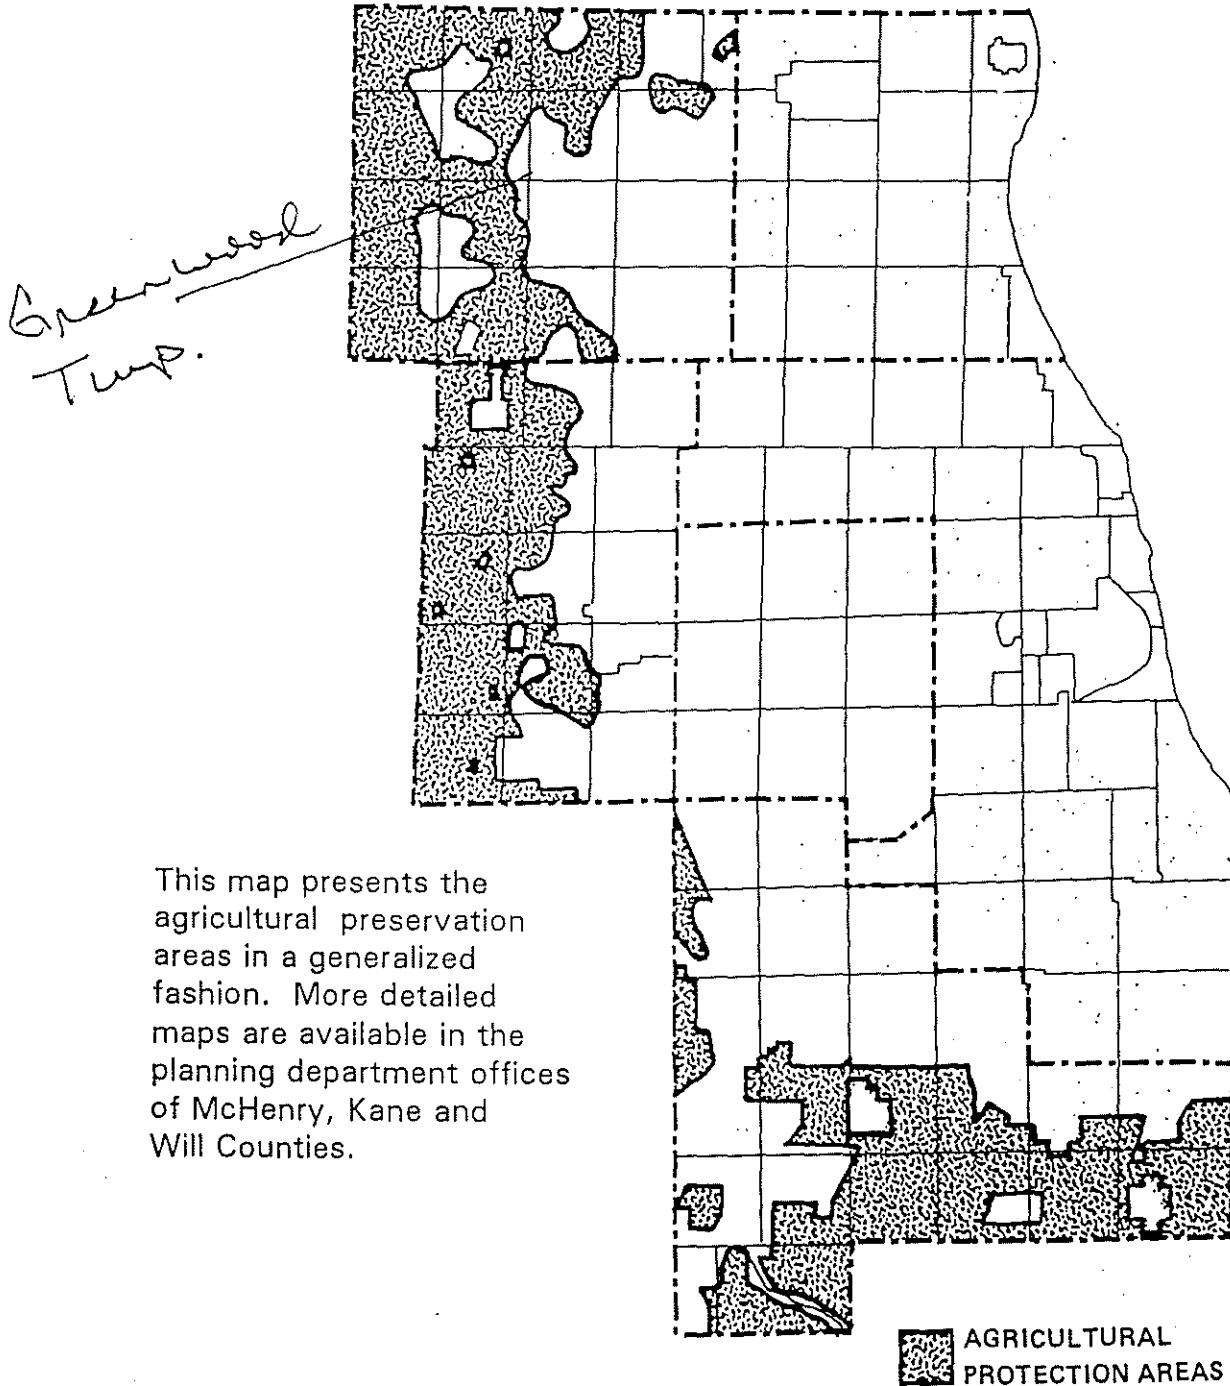 Greenwood
Twp.
This map presents the
agricultural preservation
areas in a generalized
fashion. More detailed
maps are available in the
planning department offices
of McHenry, Kane and
Will Counties.
AGRICULTURAL
PROTECTION AREAS